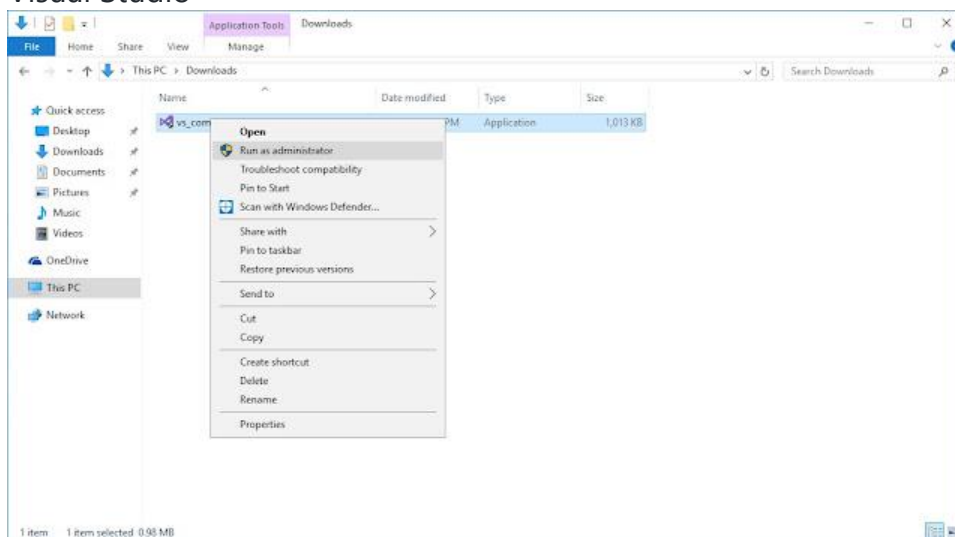 Visual Studio
Application Tools Downloads
File Home Share View Manage
This PC Downloads
Search Downloads
Name Date modified Type Size
Quick access
vs_com PM Application 1,013 KB
Desktop
Downloads
Documents
Pictures
Music
Videos
OneDrive
This PC
Network
Open
Run as administrator
Troubleshoot compatibility
Pin to Start
Scan with Windows Defender...
Share with
Pin to taskbar
Restore previous versions
Send to
Cut
Copy
Create shortcut
Delete
Rename
Properties
1 item 1 item selected 0.98 MB